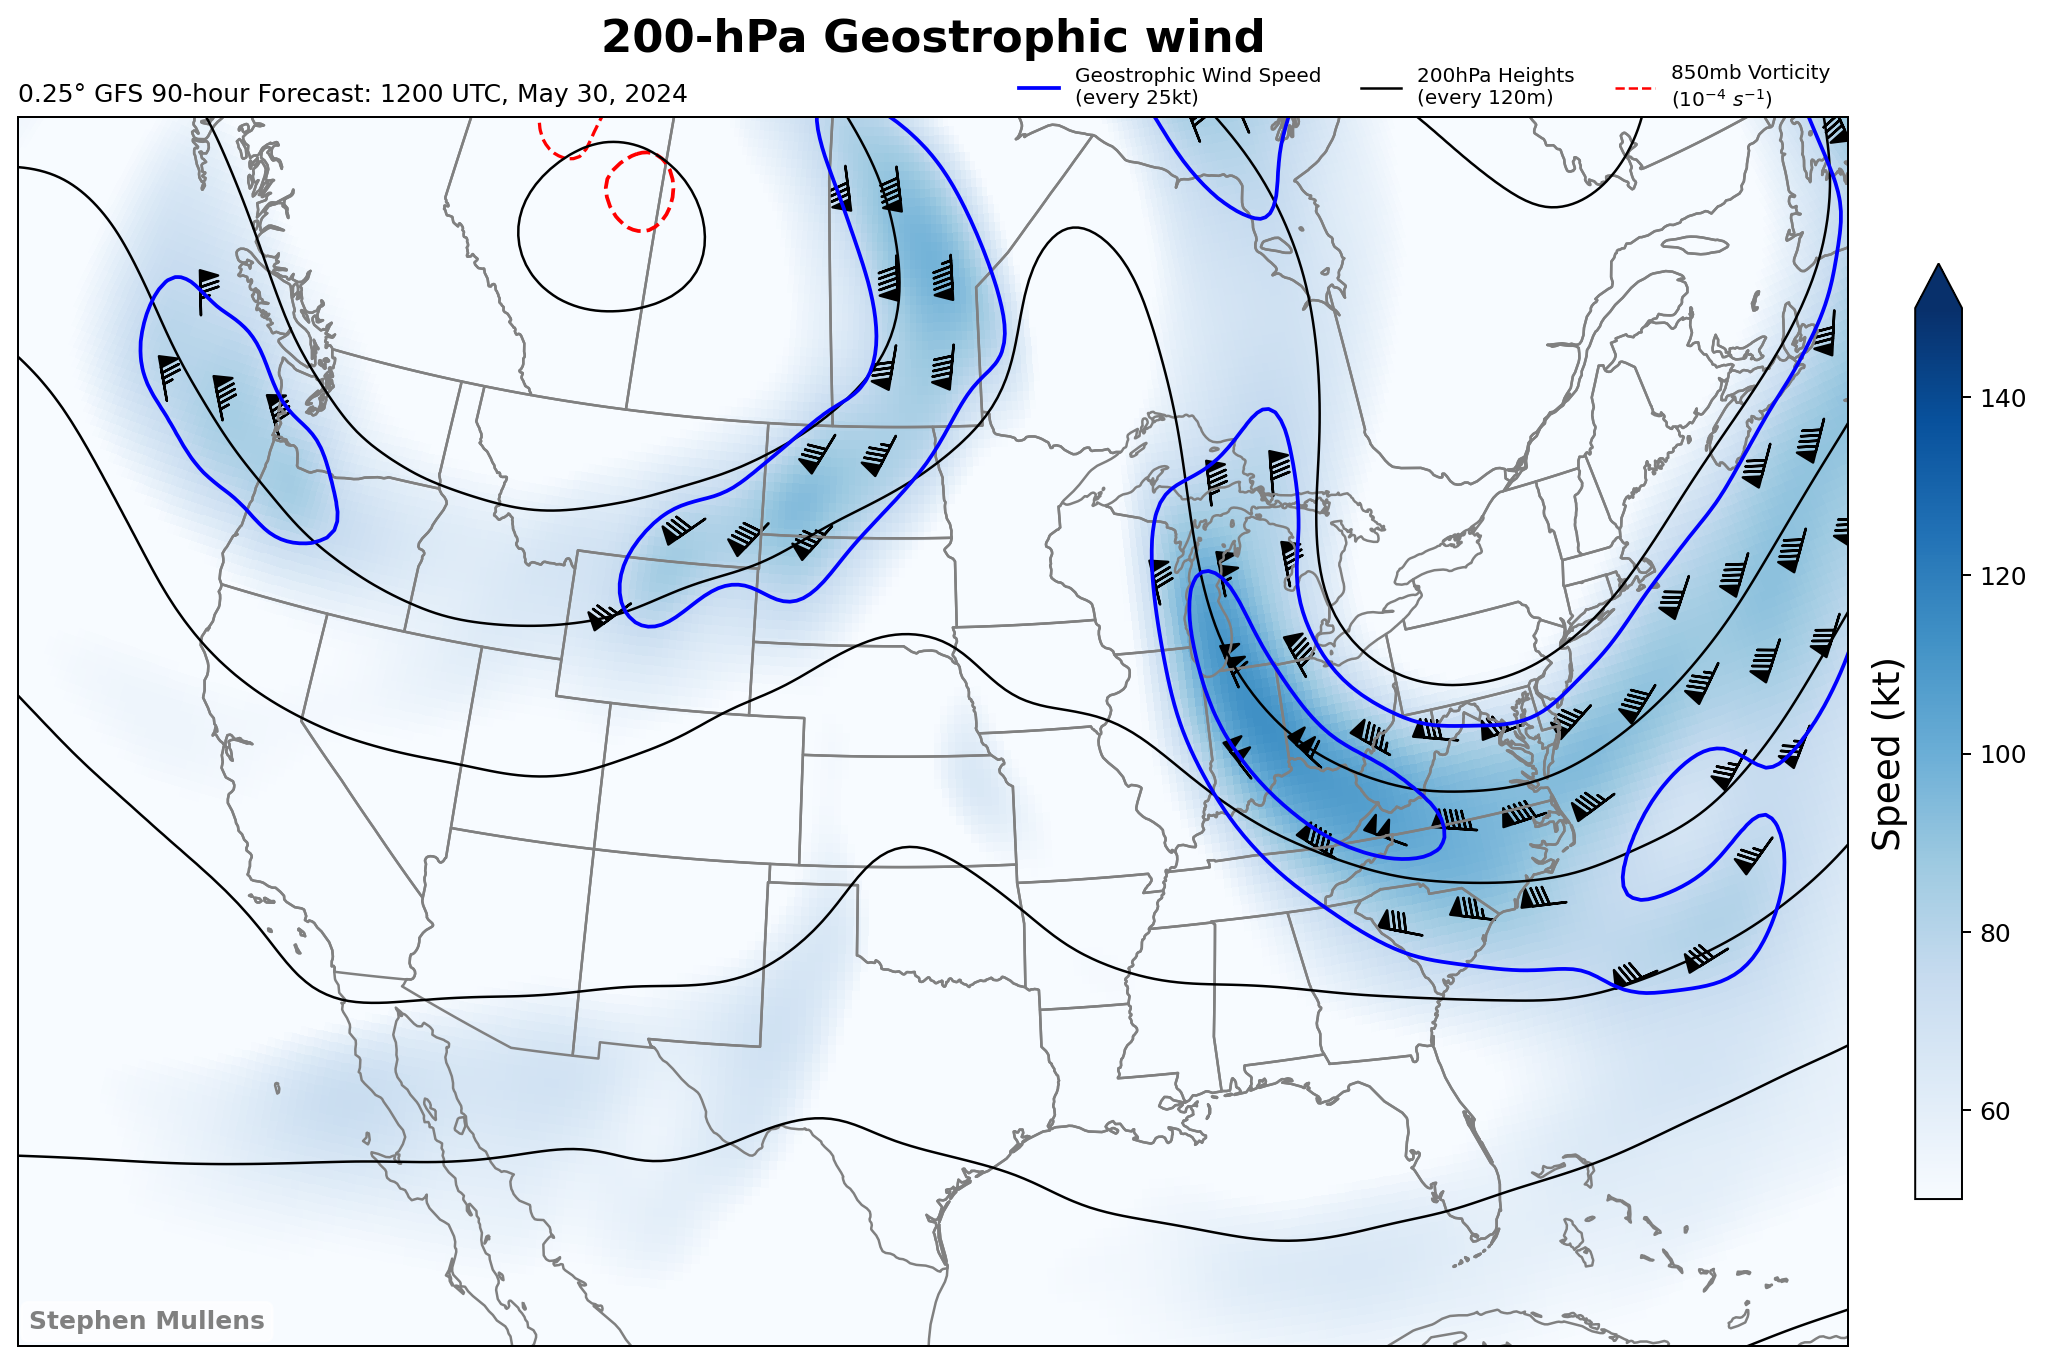 200-hPa Geostrophic wind
0.25° GFS 90-hour Forecast: 1200 UTC, May 30, 2024
Geostrophic Wind Speed
(every 25kt)
200hPa Heights
(every 120m)
850mb Vorticity
(10⁻⁴ s⁻¹)
140
120
100
80
60
Speed (kt)
Stephen Mullens